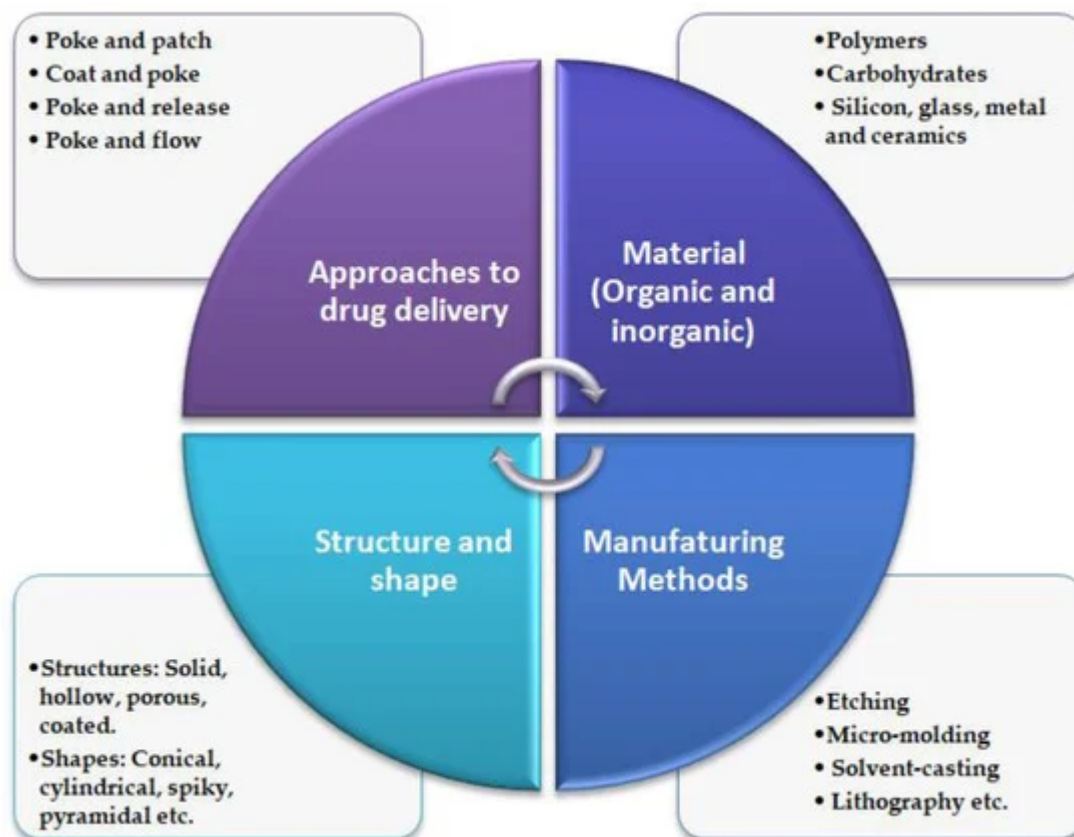 • Poke and patch
• Coat and poke
• Poke and release
• Poke and flow
•Polymers
•Carbohydrates
• Silicon, glass, metal
and ceramics
Approaches to
drug delivery
Material
(Organic and
inorganic)
Structure and
shape
Manufaturing
Methods
•Structures: Solid,
hollow, porous,
coated.
•Shapes: Conical,
cylindrical, spiky,
pyramidal etc.
•Etching
•Micro-molding
• Solvent-casting
• Lithography etc.